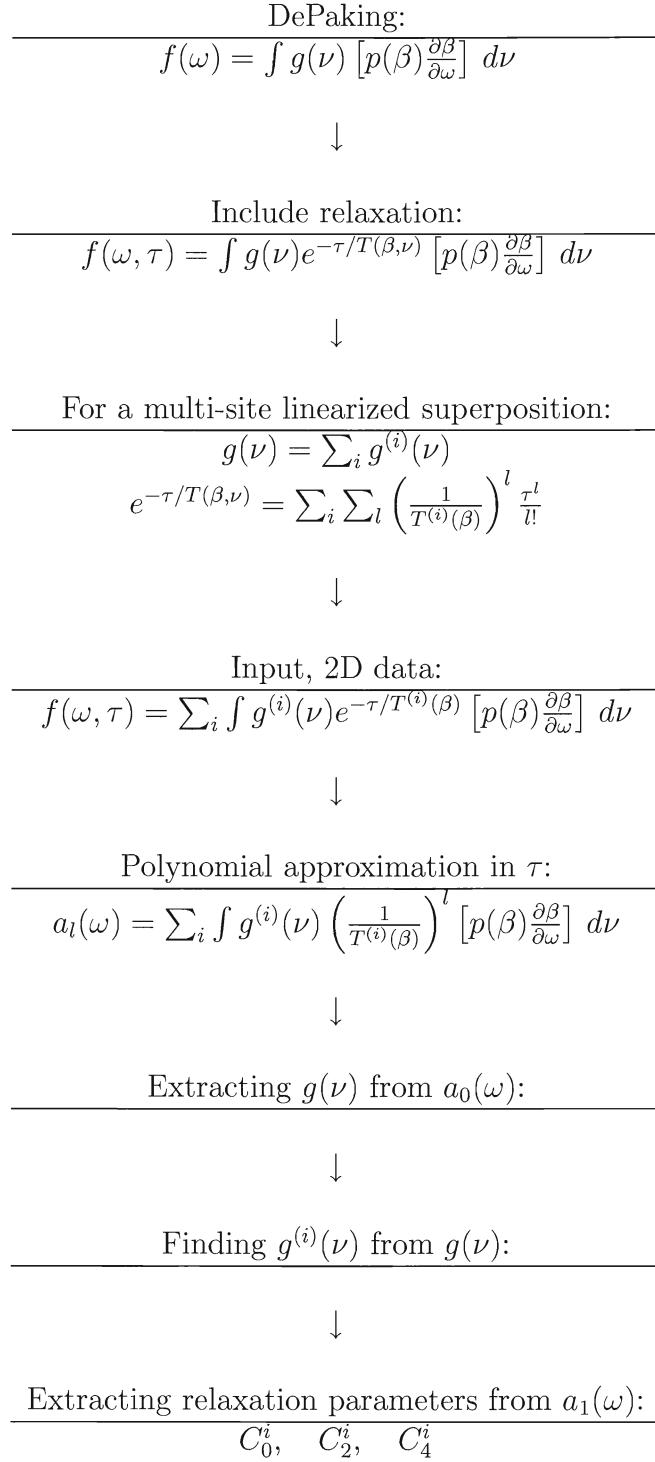 DePaking:
f(ω) = ∫ g(ν) [p(β) ∂β/∂ω] dν
↓
Include relaxation:
f(ω, τ) = ∫ g(ν)e^{−τ/T(β,ν)} [p(β) ∂β/∂ω] dν
↓
For a multi-site linearized superposition:
g(ν) = ∑_i g^{(i)}(ν)
e^{−τ/T(β,ν)} = ∑_i ∑_l (1/T^{(i)}(β))^l τ^l/l!
↓
Input, 2D data:
f(ω, τ) = ∑_i ∫ g^{(i)}(ν)e^{−τ/T^{(i)}(β)} [p(β) ∂β/∂ω] dν
↓
Polynomial approximation in τ:
a_l(ω) = ∑_i ∫ g^{(i)}(ν) (1/T^{(i)}(β))^l [p(β) ∂β/∂ω] dν
↓
Extracting g(ν) from a_0(ω):
↓
Finding g^{(i)}(ν) from g(ν):
↓
Extracting relaxation parameters from a_1(ω):
C_0^i, C_2^i, C_4^i